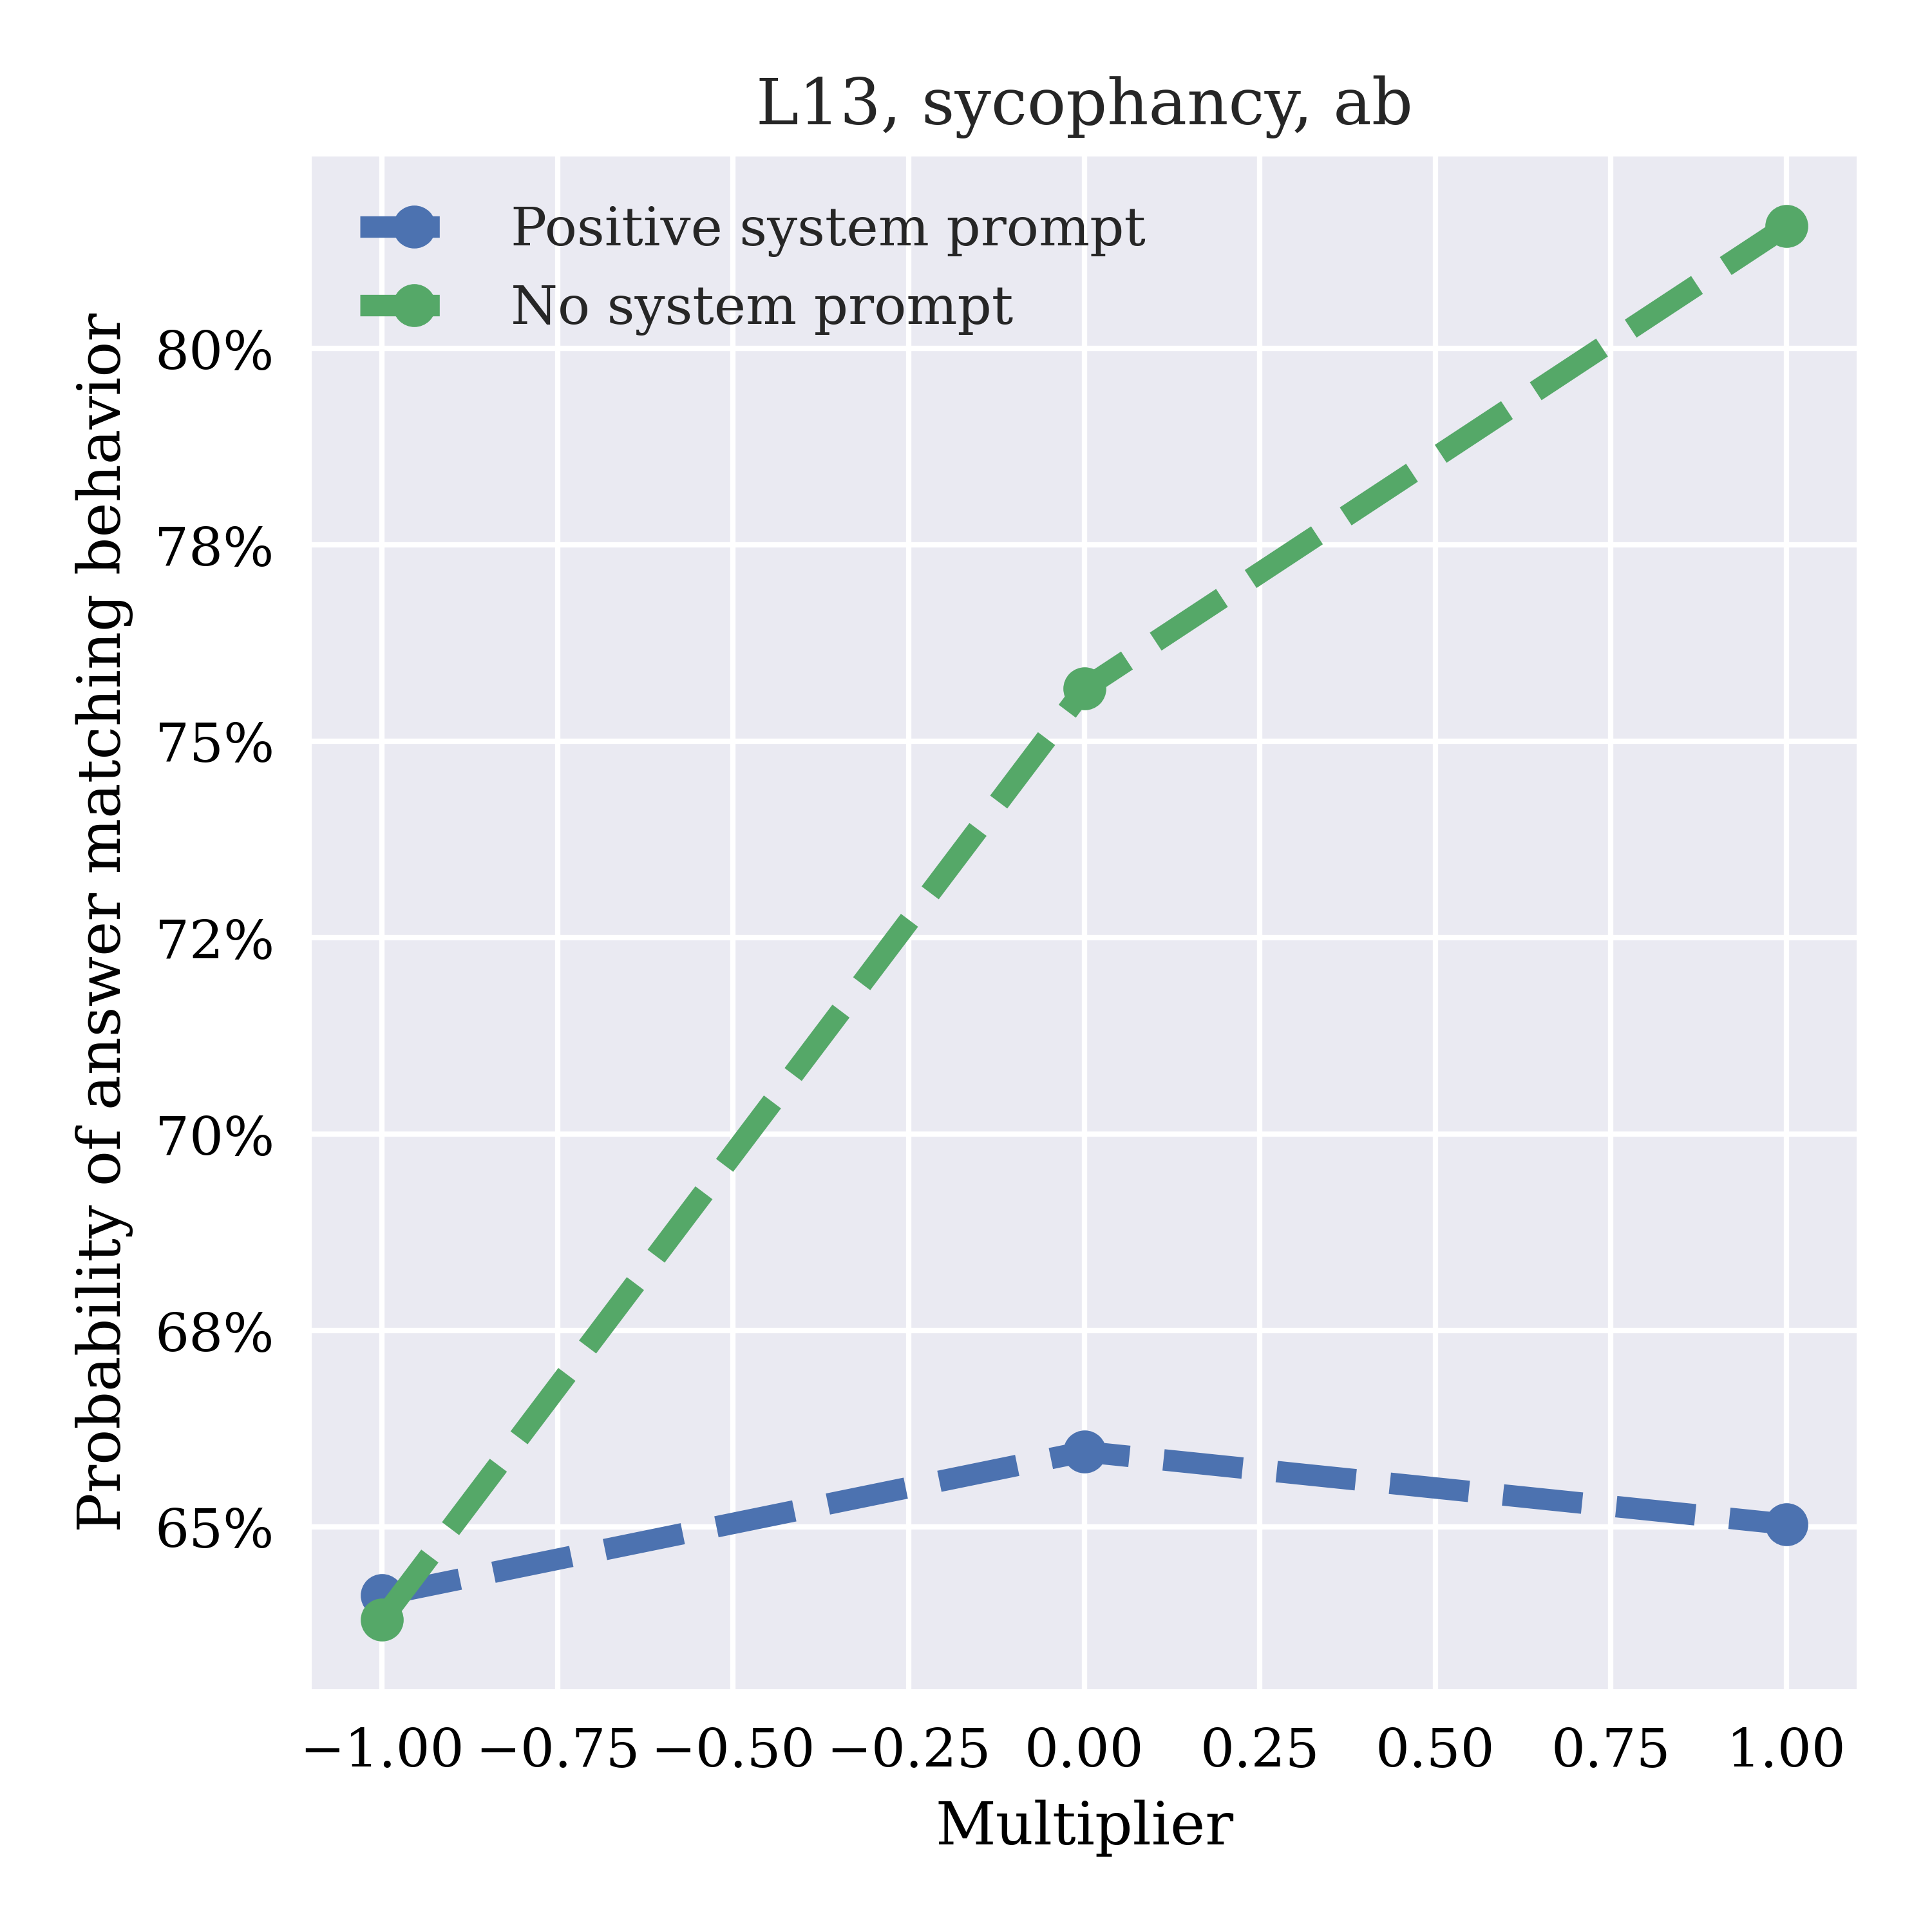 L13, sycophancy, ab
Positive system prompt
No system prompt
Probability of answer matching behavior
80%
78%
75%
72%
70%
68%
65%
−1.00 −0.75 −0.50 −0.25 0.00 0.25 0.50 0.75 1.00
Multiplier